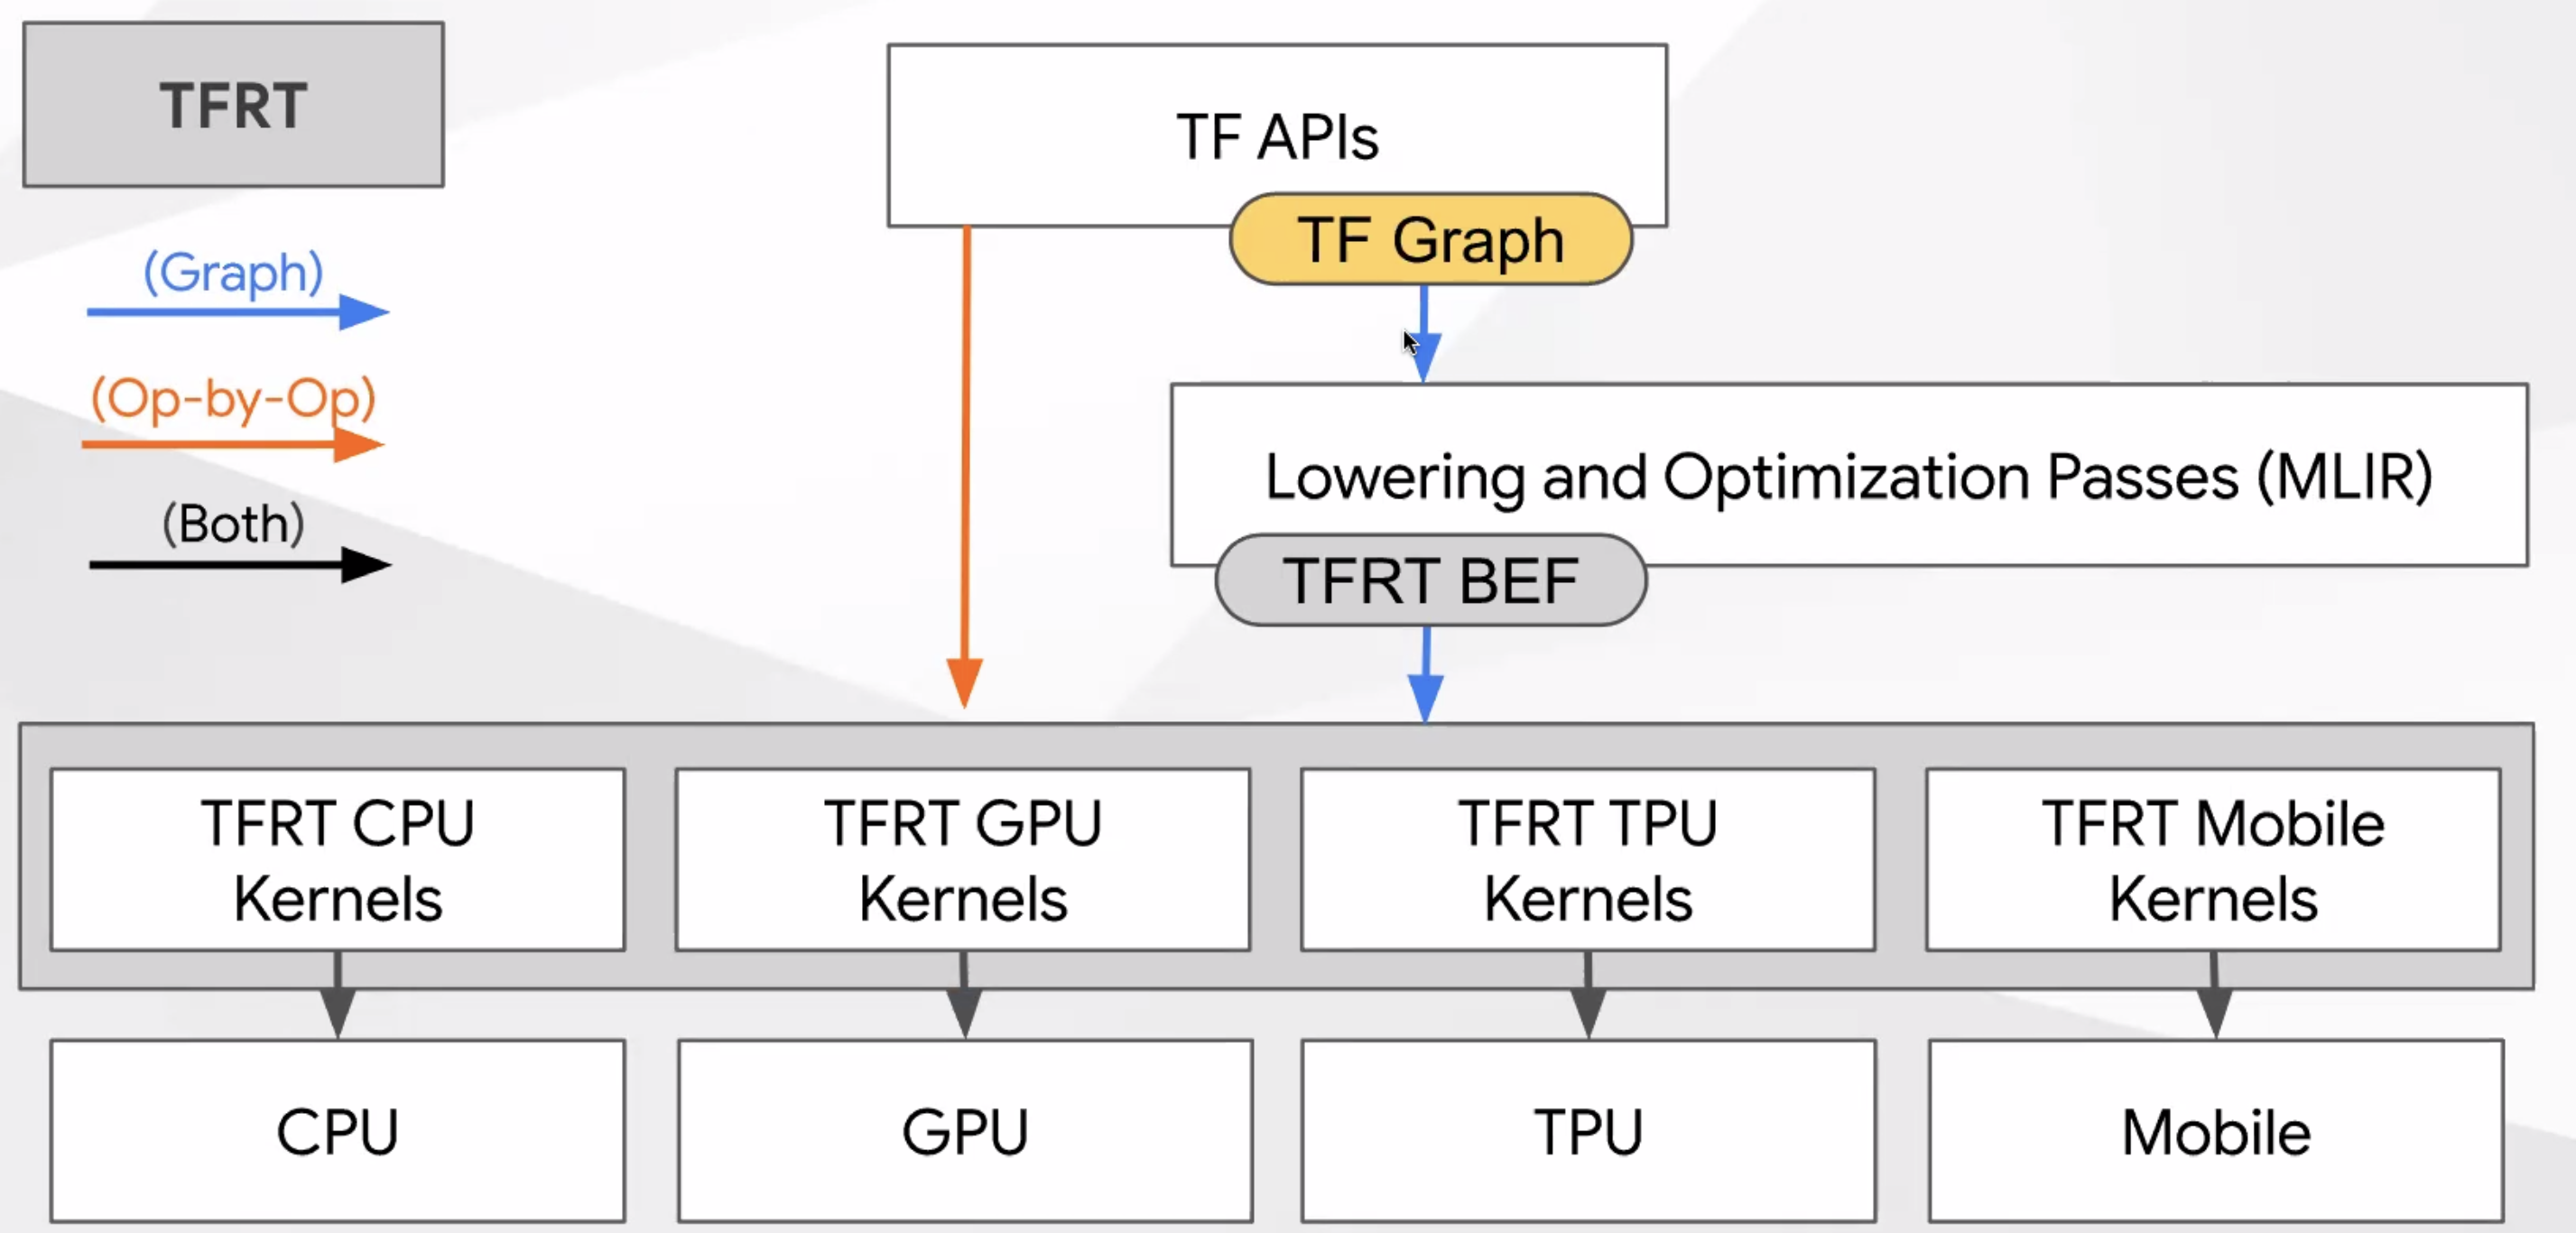 TFRT
(Graph)
(Op-by-Op)
(Both)
TF APIs
TF Graph
Lowering and Optimization Passes (MLIR)
TFRT BEF
TFRT CPU
Kernels
TFRT GPU
Kernels
TFRT TPU
Kernels
TFRT Mobile
Kernels
CPU
GPU
TPU
Mobile